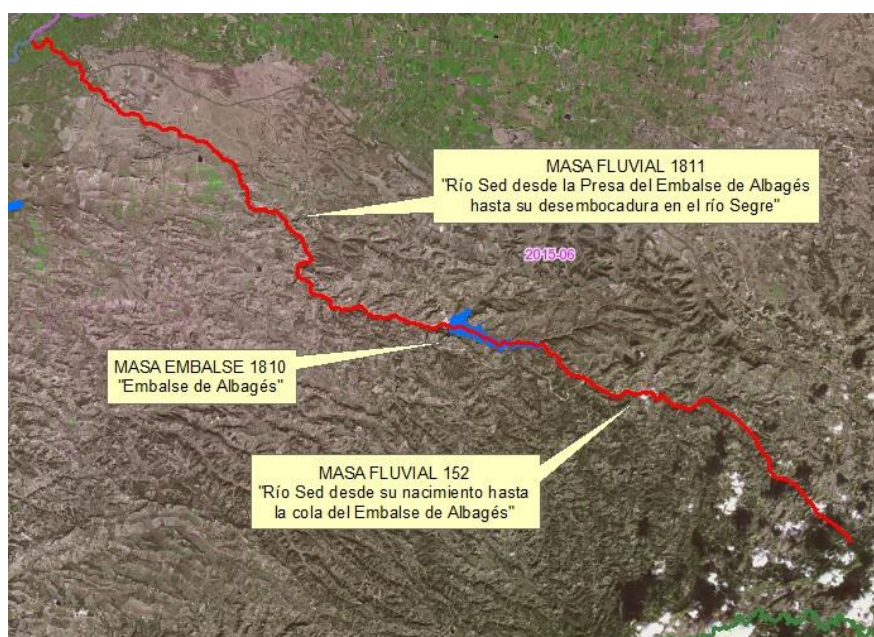 MASA FLUVIAL 1811
"Río Sed desde la Presa del Embalse de Albagés
hasta su desembocadura en el río Segre"
2015-06
MASA EMBALSE 1810
"Embalse de Albagés"
MASA FLUVIAL 152
"Río Sed desde su nacimiento hasta
la cola del Embalse de Albagés"